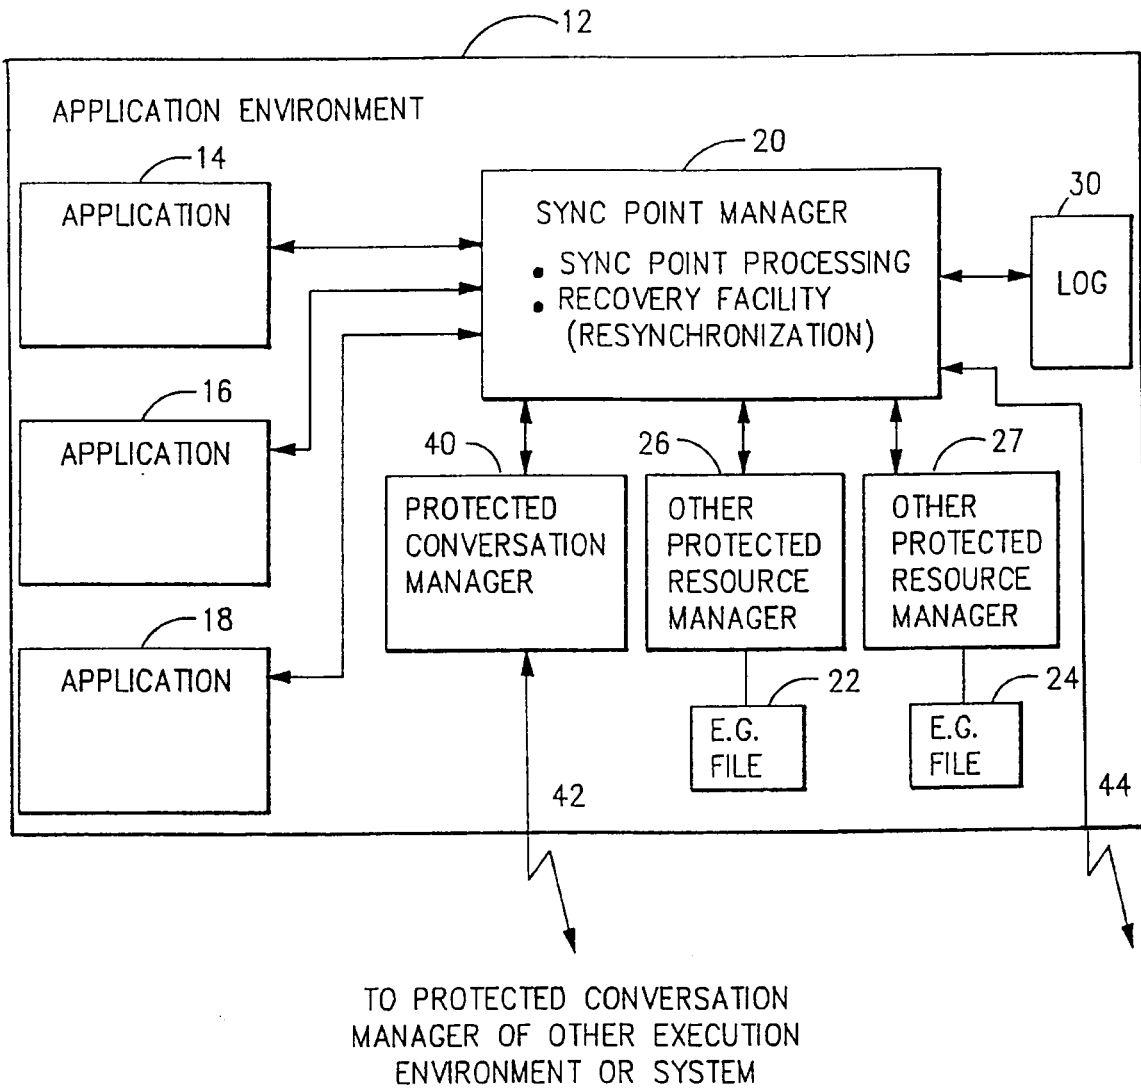 12
APPLICATION ENVIRONMENT
14
APPLICATION
16
APPLICATION
18
APPLICATION
20
SYNC POINT MANAGER
• SYNC POINT PROCESSING
• RECOVERY FACILITY
(RESYNCHRONIZATION)
30
LOG
40
PROTECTED
CONVERSATION
MANAGER
26
OTHER
PROTECTED
RESOURCE
MANAGER
27
OTHER
PROTECTED
RESOURCE
MANAGER
22
E.G.
FILE
24
E.G.
FILE
42
44
TO PROTECTED CONVERSATION
MANAGER OF OTHER EXECUTION
ENVIRONMENT OR SYSTEM